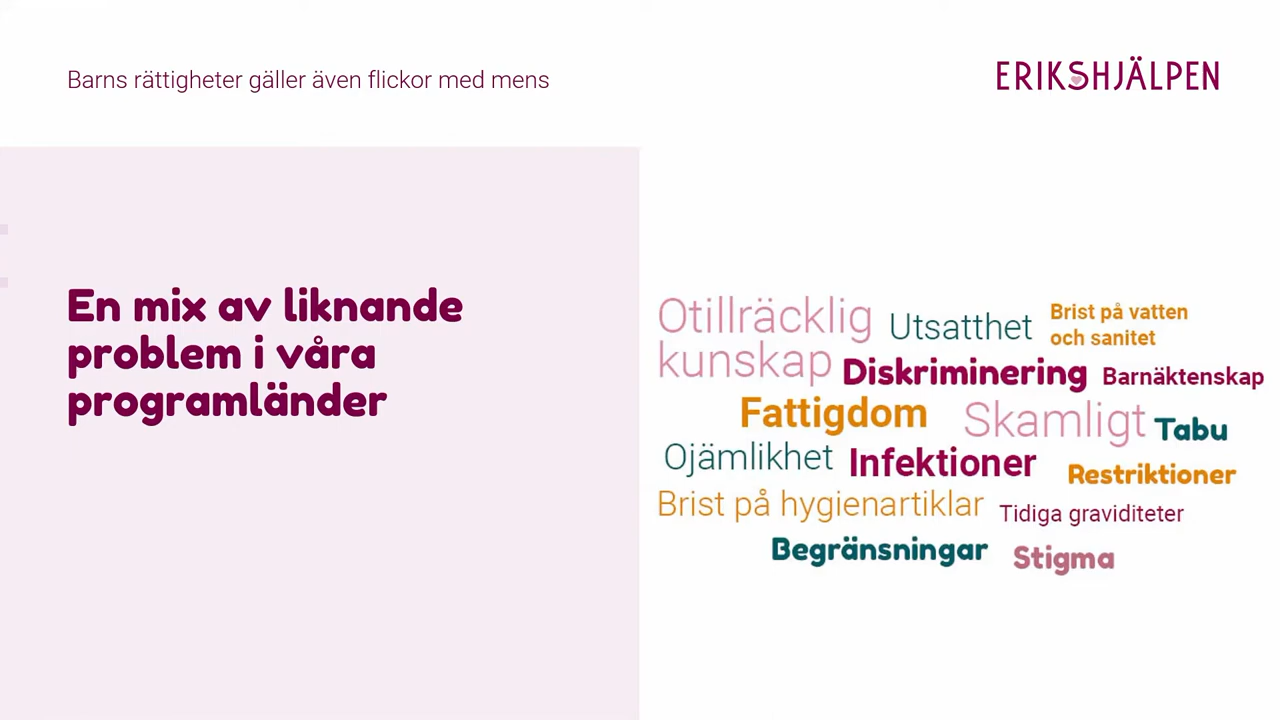 Barns rättigheter gäller även flickor med mens
ERIKSHJÄLPEN
En mix av liknande
problem i våra
programländer
Otillräcklig
kunskap
Utsatthet
Brist på vatten
och sanitet
Diskriminering
Barnäktenskap
Fattigdom
Skamligt
Tabu
Ojämlikhet
Infektioner
Restriktioner
Brist på hygienartiklar
Tidiga graviditeter
Begränsningar
Stigma